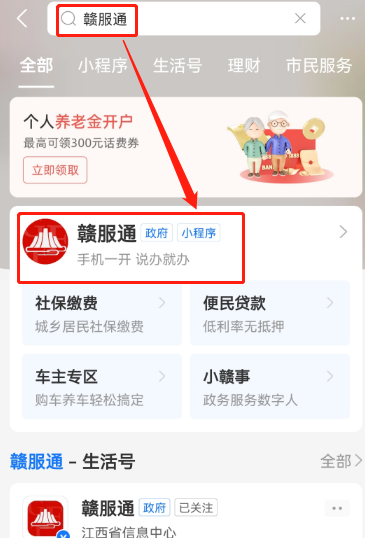 赣服通
全部 小程序 生活号 理财 市民服务
个人养老金开户
最高可领300元话费券
立即领取
赣服通 政府 小程序
手机一开 说办就办
社保缴费
城乡居民社保缴费
便民贷款
低利率无抵押
车主专区
购车养车轻松搞定
小赣事
政务服务数字人
赣服通 – 生活号 全部
赣服通 政府 已关注
江西省信息中心